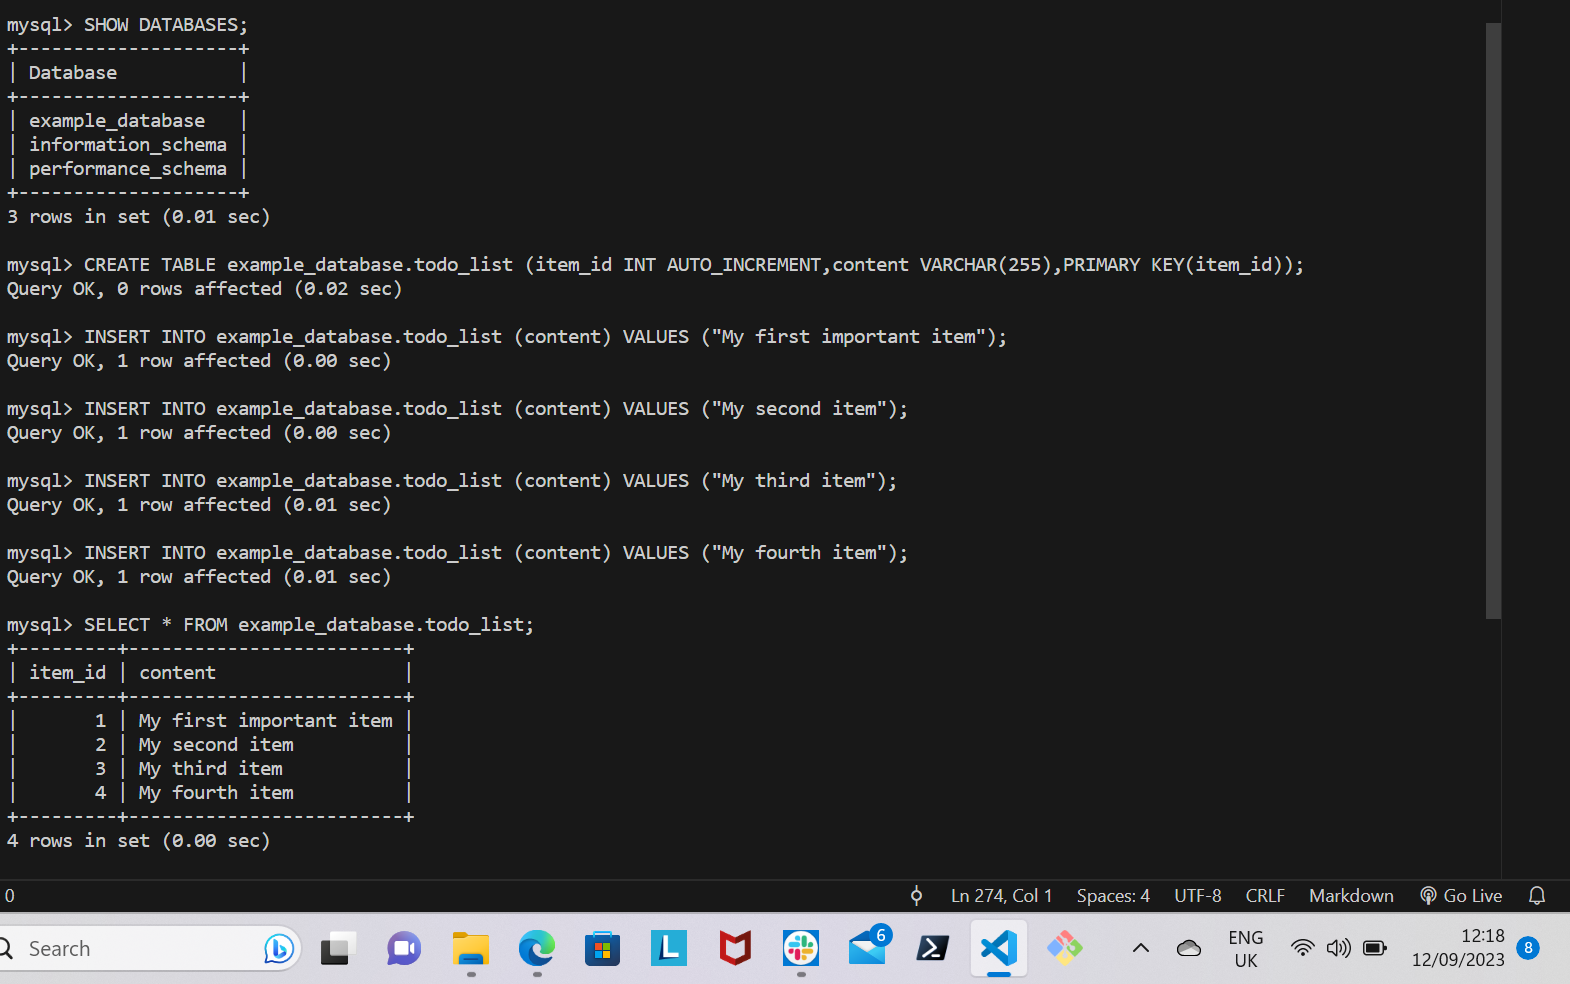 mysql> SHOW DATABASES;
+--------------------+
| Database           |
+--------------------+
| example_database   |
| information_schema |
| performance_schema |
+--------------------+
3 rows in set (0.01 sec)
mysql> CREATE TABLE example_database.todo_list (item_id INT AUTO_INCREMENT,content VARCHAR(255),PRIMARY KEY(item_id));
Query OK, 0 rows affected (0.02 sec)
mysql> INSERT INTO example_database.todo_list (content) VALUES ("My first important item");
Query OK, 1 row affected (0.00 sec)
mysql> INSERT INTO example_database.todo_list (content) VALUES ("My second item");
Query OK, 1 row affected (0.00 sec)
mysql> INSERT INTO example_database.todo_list (content) VALUES ("My third item");
Query OK, 1 row affected (0.01 sec)
mysql> INSERT INTO example_database.todo_list (content) VALUES ("My fourth item");
Query OK, 1 row affected (0.01 sec)
mysql> SELECT * FROM example_database.todo_list;
+---------+-------------------------+
| item_id | content                 |
+---------+-------------------------+
|       1 | My first important item |
|       2 | My second item          |
|       3 | My third item           |
|       4 | My fourth item          |
+---------+-------------------------+
4 rows in set (0.00 sec)
0 Ln 274, Col 1 Spaces: 4 UTF-8 CRLF Markdown Go Live
Search L 6 ENG 12:18 8
UK 12/09/2023